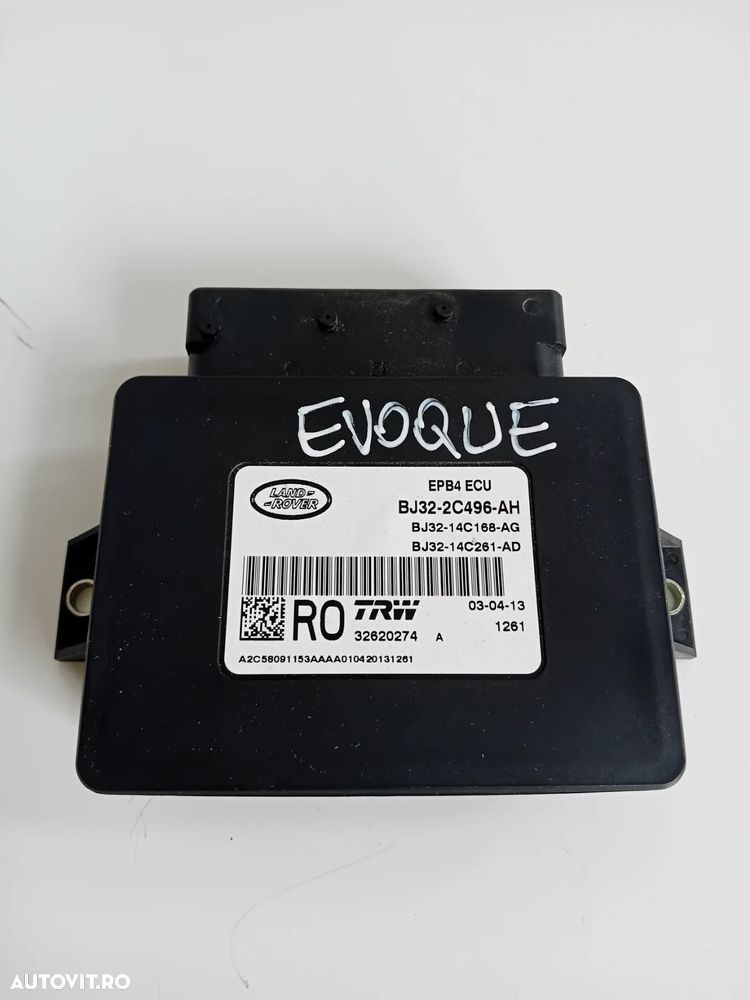 EVOQUE
EPB4 ECU
LAND-
-ROVER
BJ32-2C496-AH
BJ32-14C168-AG
BJ32-14C261-AD
RO TRW 03-04-13
32620274 A 1261
A2C58091153AAAA010420131261
AUTOVIT.RO